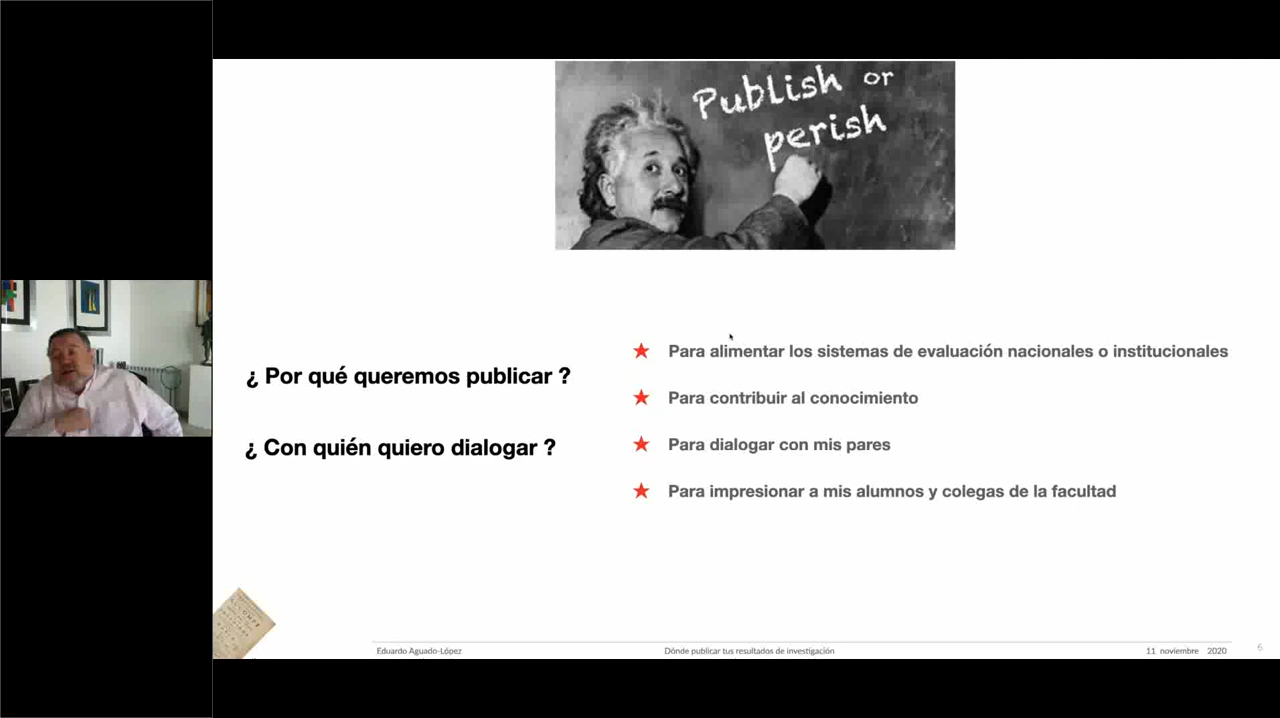 Publish or
perish
¿ Por qué queremos publicar ?
¿ Con quién quiero dialogar ?
Para alimentar los sistemas de evaluación nacionales o institucionales
Para contribuir al conocimiento
Para dialogar con mis pares
Para impresionar a mis alumnos y colegas de la facultad
Eduardo Aguado-López
Dónde publicar tus resultados de investigación
11 noviembre 2020
6